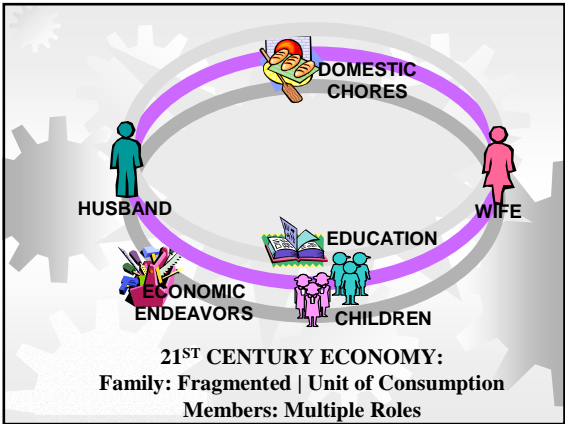 DOMESTIC
CHORES
HUSBAND
WIFE
EDUCATION
ECONOMIC
ENDEAVORS
CHILDREN
21ST CENTURY ECONOMY:
Family: Fragmented | Unit of Consumption
Members: Multiple Roles